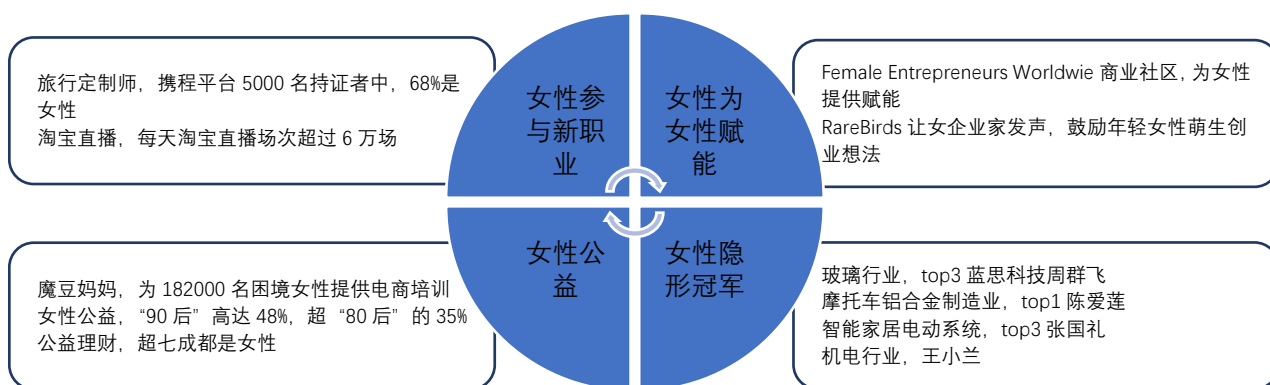 旅行定制师，携程平台 5000 名持证者中，68%是
女性
淘宝直播，每天淘宝直播场次超过 6 万场
女性参
与新职
业
女性为
女性赋
能
Female Entrepreneurs Worldwie 商业社区，为女性
提供赋能
RareBirds 让女企业家发声，鼓励年轻女性萌生创
业想法
魔豆妈妈，为 182000 名困境女性提供电商培训
女性公益，“90 后”高达 48%，超 “80 后” 的 35%
公益理财，超七成都是女性
女性公
益
女性隐
形冠军
玻璃行业，top3 蓝思科技周群飞
摩托车铝合金制造业，top1 陈爱莲
智能家居电动系统，top3 张国礼
机电行业，王小兰